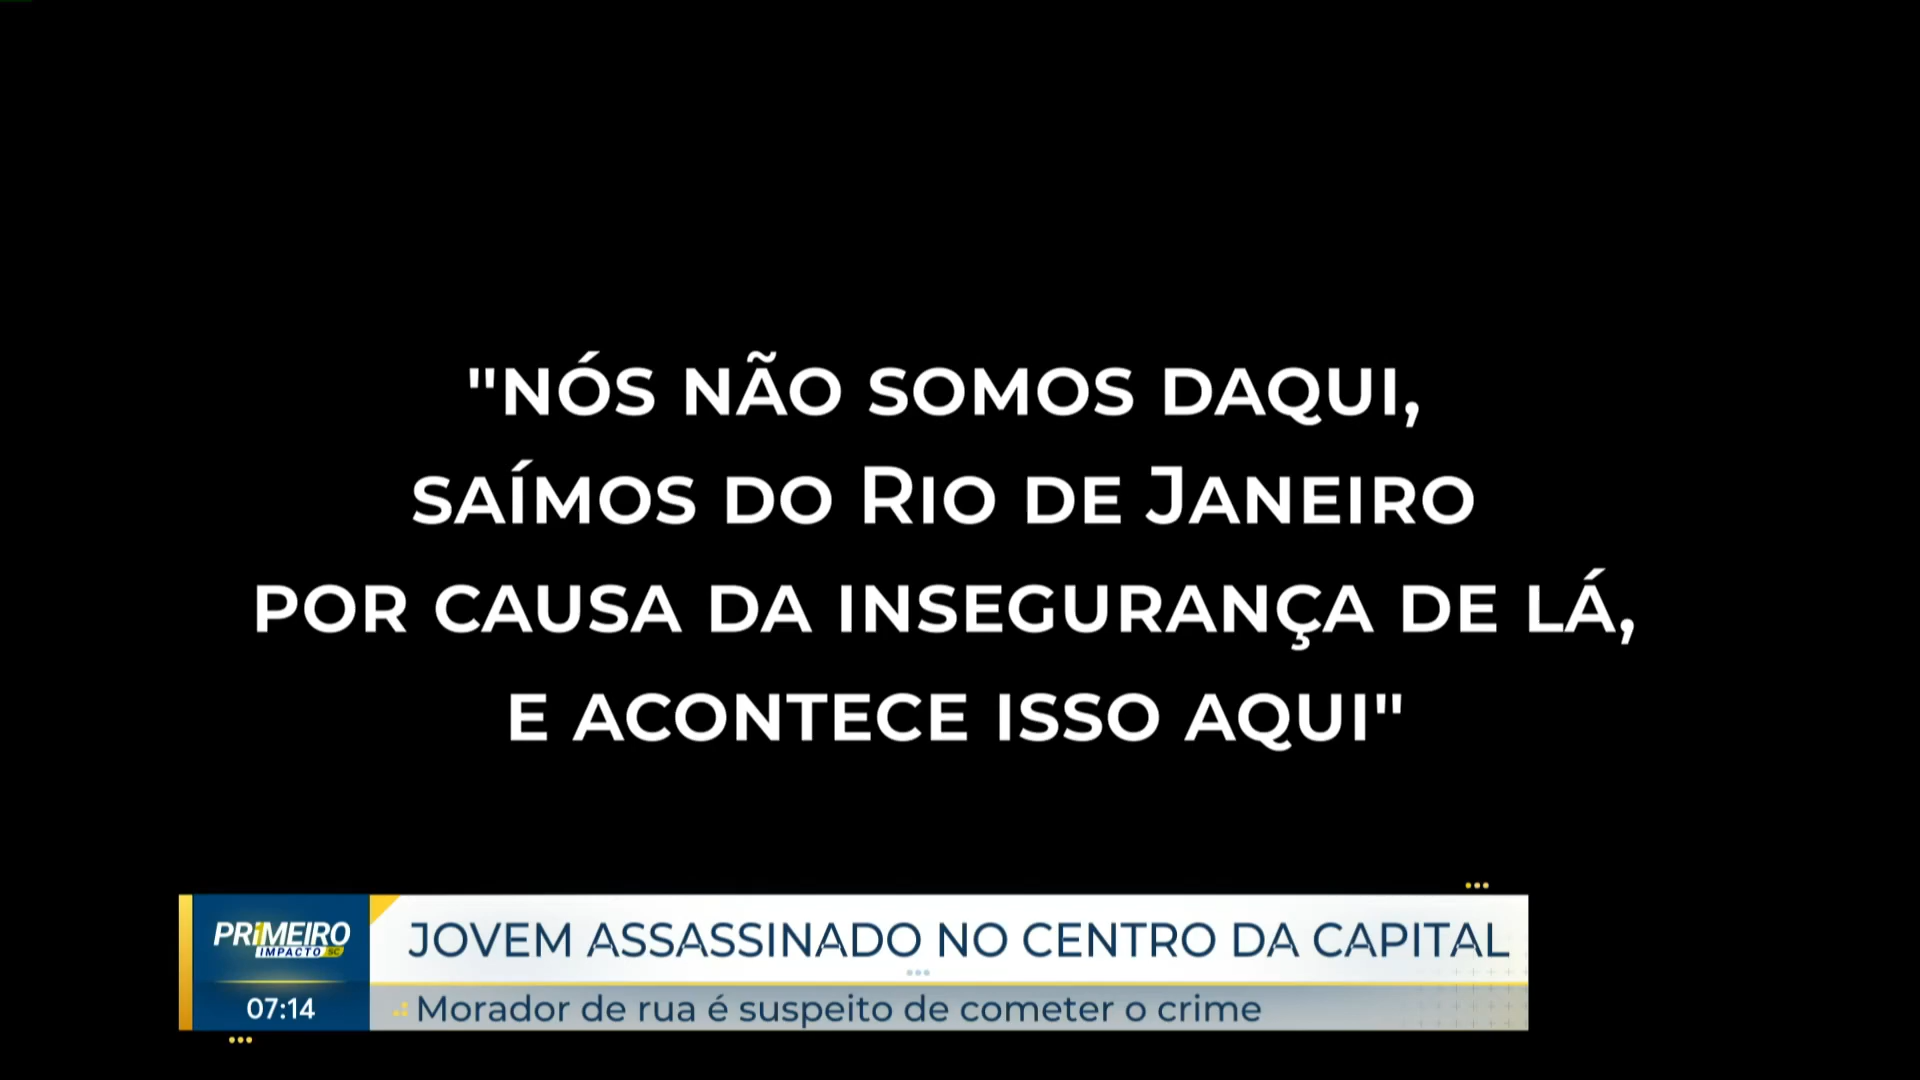 "NÓS NÃO SOMOS DAQUI,
SAÍMOS DO RIO DE JANEIRO
POR CAUSA DA INSEGURANÇA DE LÁ,
E ACONTECE ISSO AQUI"
PRiMEIRO
IMPACTO SC
JOVEM ASSASSINADO NO CENTRO DA CAPITAL
07:14
Morador de rua é suspeito de cometer o crime